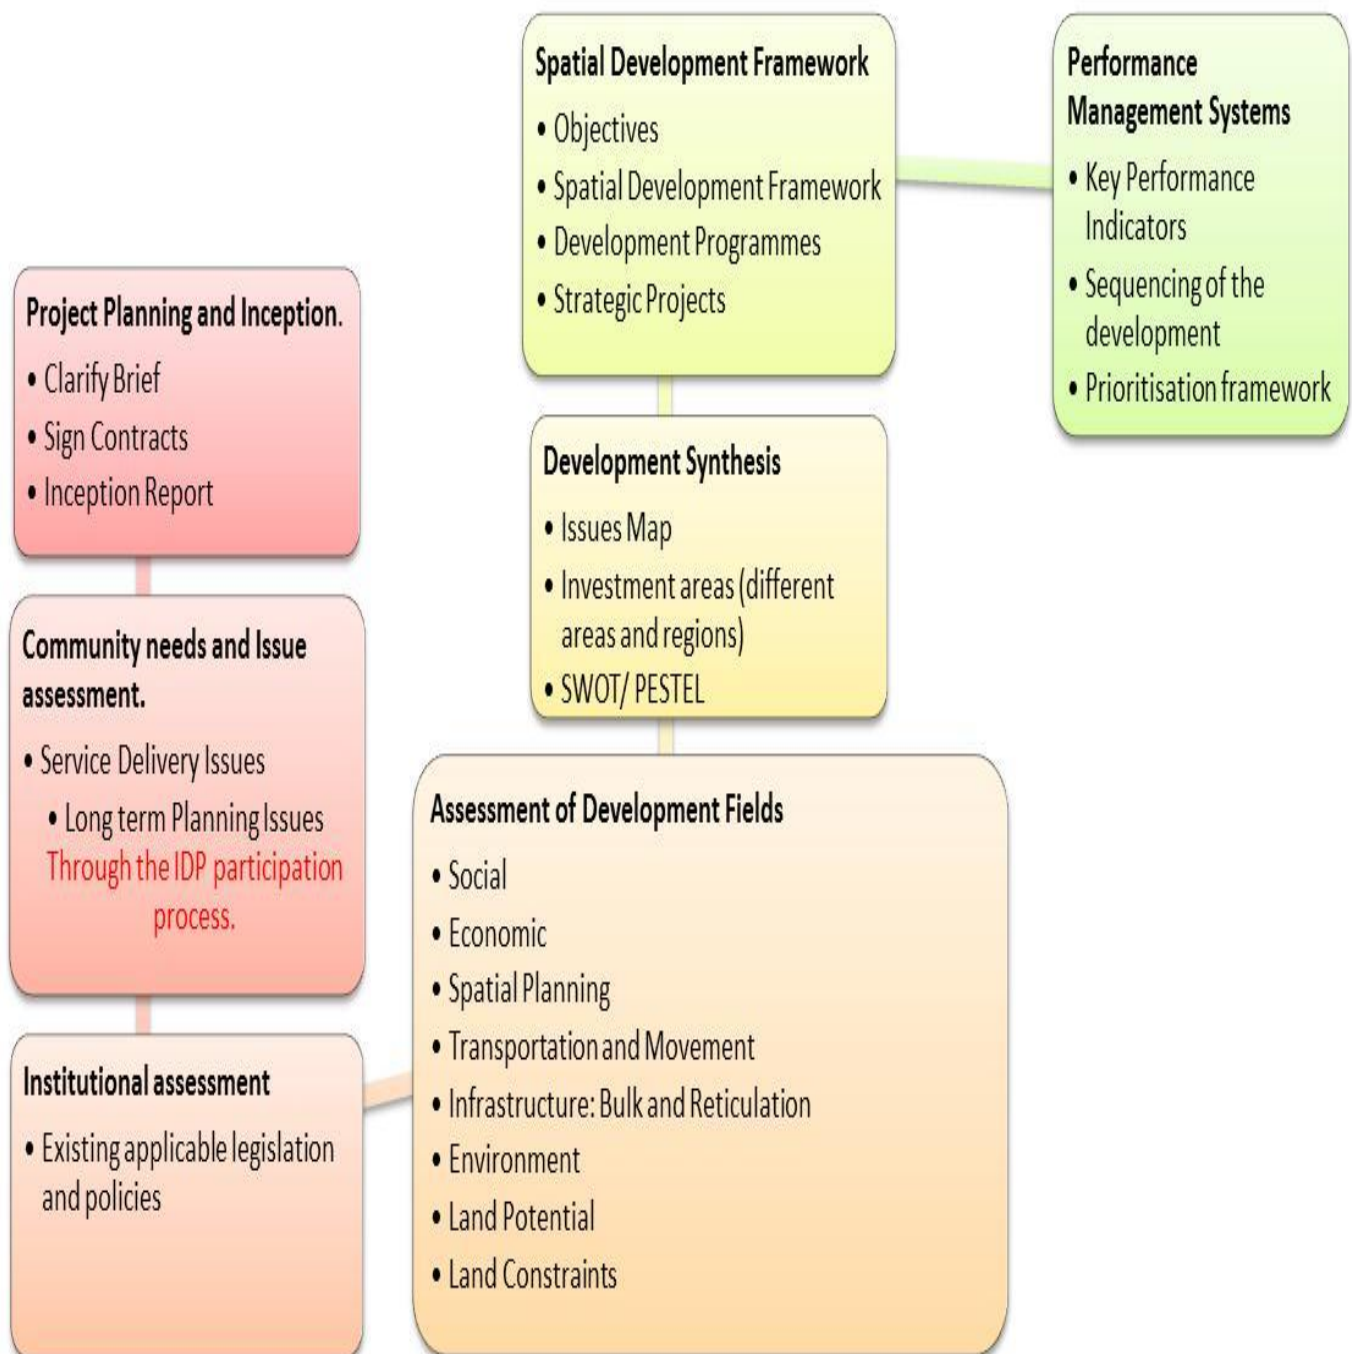 Project Planning and Inception.
• Clarify Brief
• Sign Contracts
• Inception Report
Community needs and Issue
assessment.
• Service Delivery Issues
• Long term Planning Issues
Through the IDP participation
process.
Institutional assessment
• Existing applicable legislation
and policies
Assessment of Development Fields
• Social
• Economic
• Spatial Planning
• Transportation and Movement
• Infrastructure: Bulk and Reticulation
• Environment
• Land Potential
• Land Constraints
Development Synthesis
• Issues Map
• Investment areas (different
areas and regions)
• SWOT/ PESTEL
Spatial Development Framework
• Objectives
• Spatial Development Framework
• Development Programmes
• Strategic Projects
Performance
Management Systems
• Key Performance
Indicators
• Sequencing of the
development
• Prioritisation framework